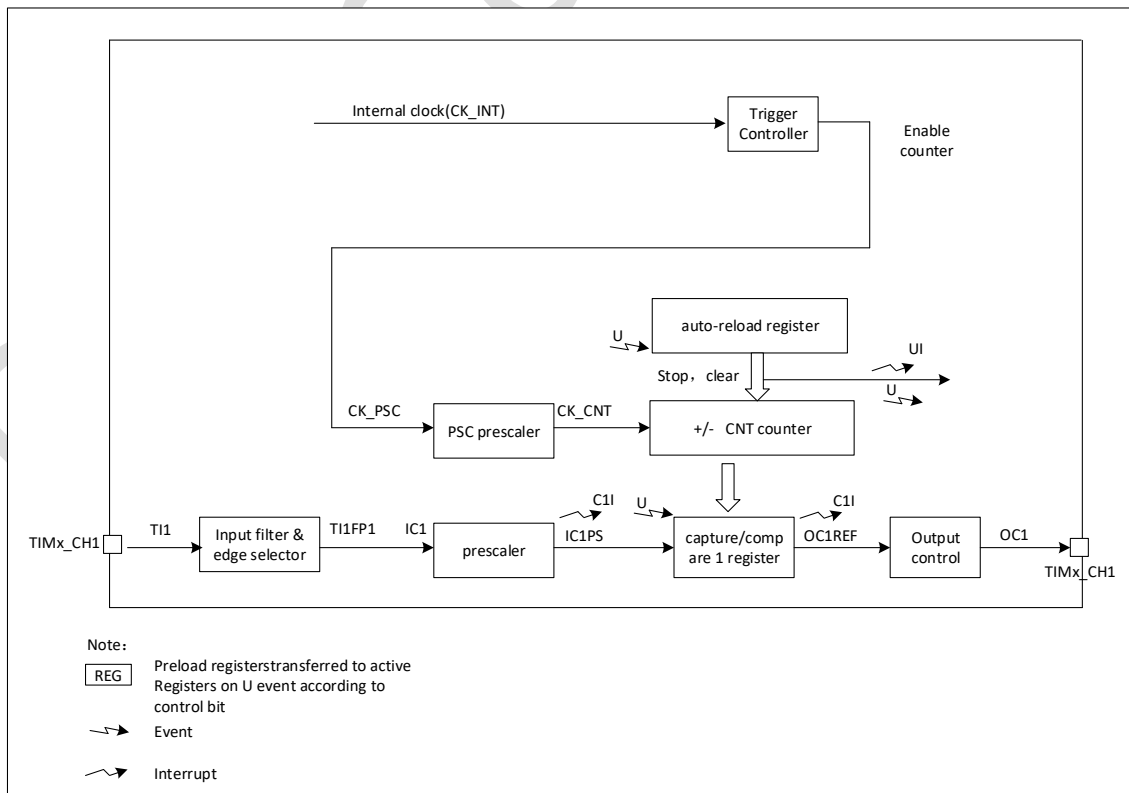 Internal clock(CK_INT)
Trigger
Controller
Enable
counter
auto-reload register
U
UI
Stop，clear
U
CK_PSC
CK_CNT
PSC prescaler
+/- CNT counter
C1I
U
C1I
TIMx_CH1
TI1
Input filter &
edge selector
TI1FP1
IC1
prescaler
IC1PS
capture/comp
are 1 register
OC1REF
Output
control
OC1
TIMx_CH1
Note：
REG
Preload registerstransferred to active
Registers on U event according to
control bit
Event
Interrupt